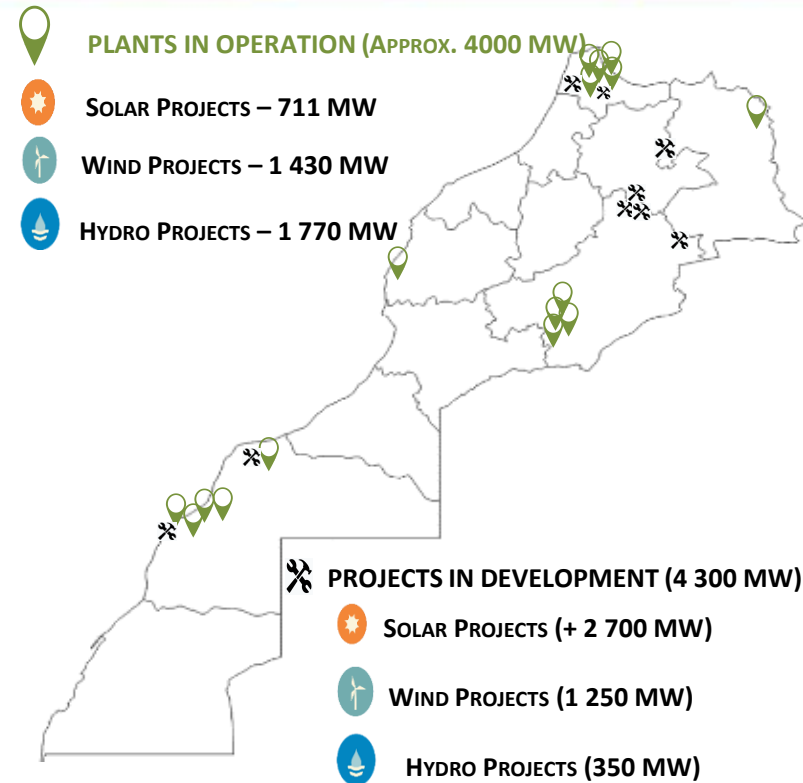 PLANTS IN OPERATION (APPROX. 4000 MW)
SOLAR PROJECTS – 711 MW
WIND PROJECTS – 1 430 MW
HYDRO PROJECTS – 1 770 MW
PROJECTS IN DEVELOPMENT (4 300 MW)
SOLAR PROJECTS (+ 2 700 MW)
WIND PROJECTS (1 250 MW)
HYDRO PROJECTS (350 MW)